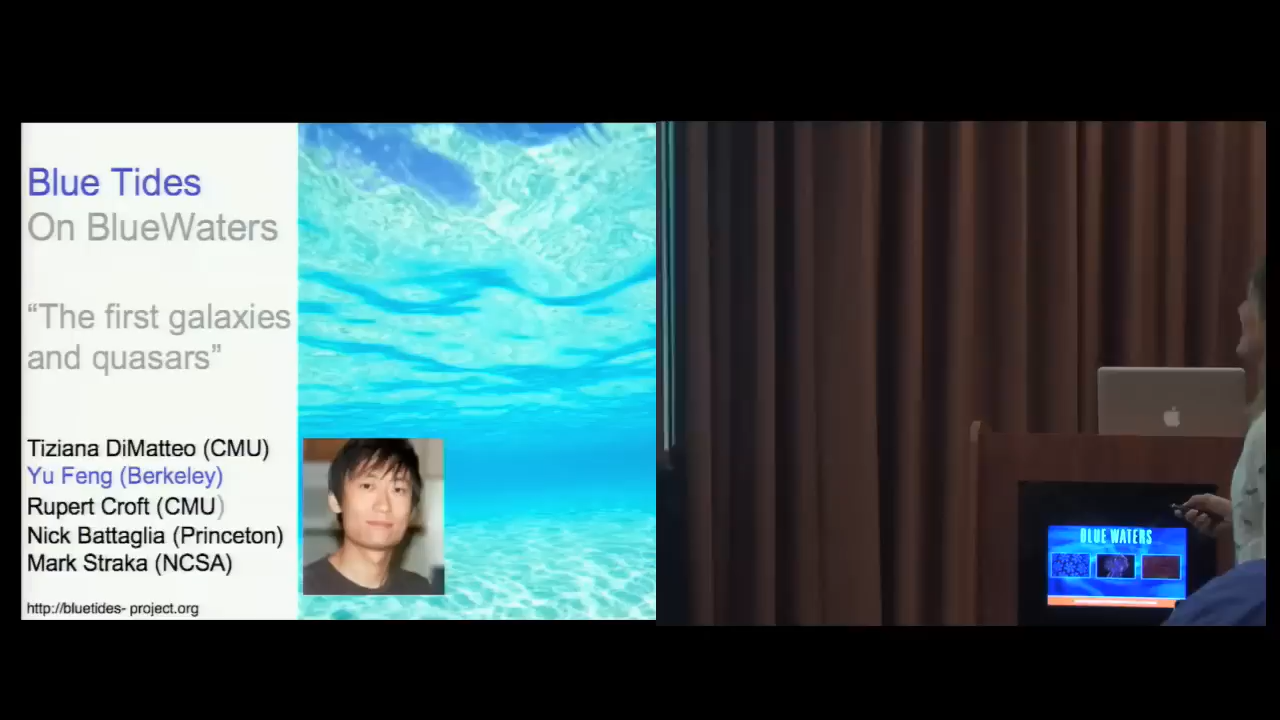 Blue Tides
On BlueWaters
“The first galaxies
and quasars”
Tiziana DiMatteo (CMU)
Yu Feng (Berkeley)
Rupert Croft (CMU)
Nick Battaglia (Princeton)
Mark Straka (NCSA)
http://bluetides- project.org
BLUE WATERS